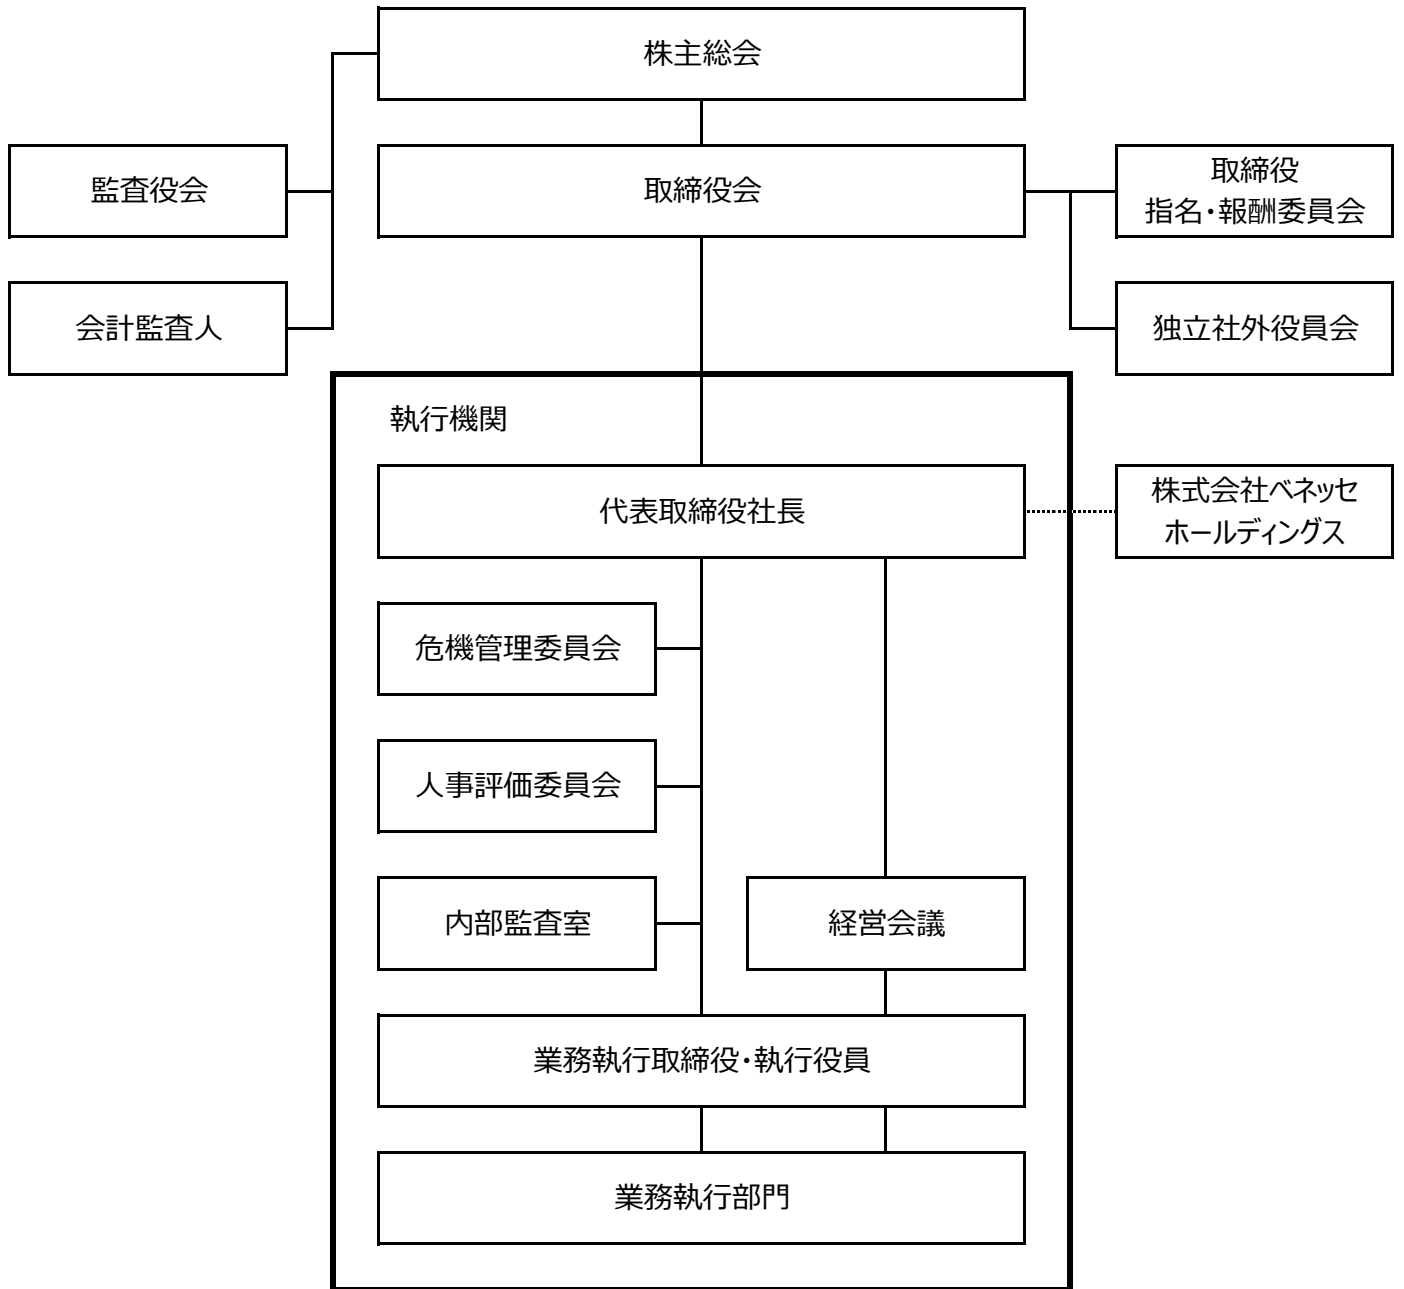 株主総会
監査役会
取締役会
取締役
指名・報酬委員会
会計監査人
独立社外役員会
執行機関
代表取締役社長
株式会社ベネッセ
ホールディングス
危機管理委員会
人事評価委員会
内部監査室
経営会議
業務執行取締役・執行役員
業務執行部門